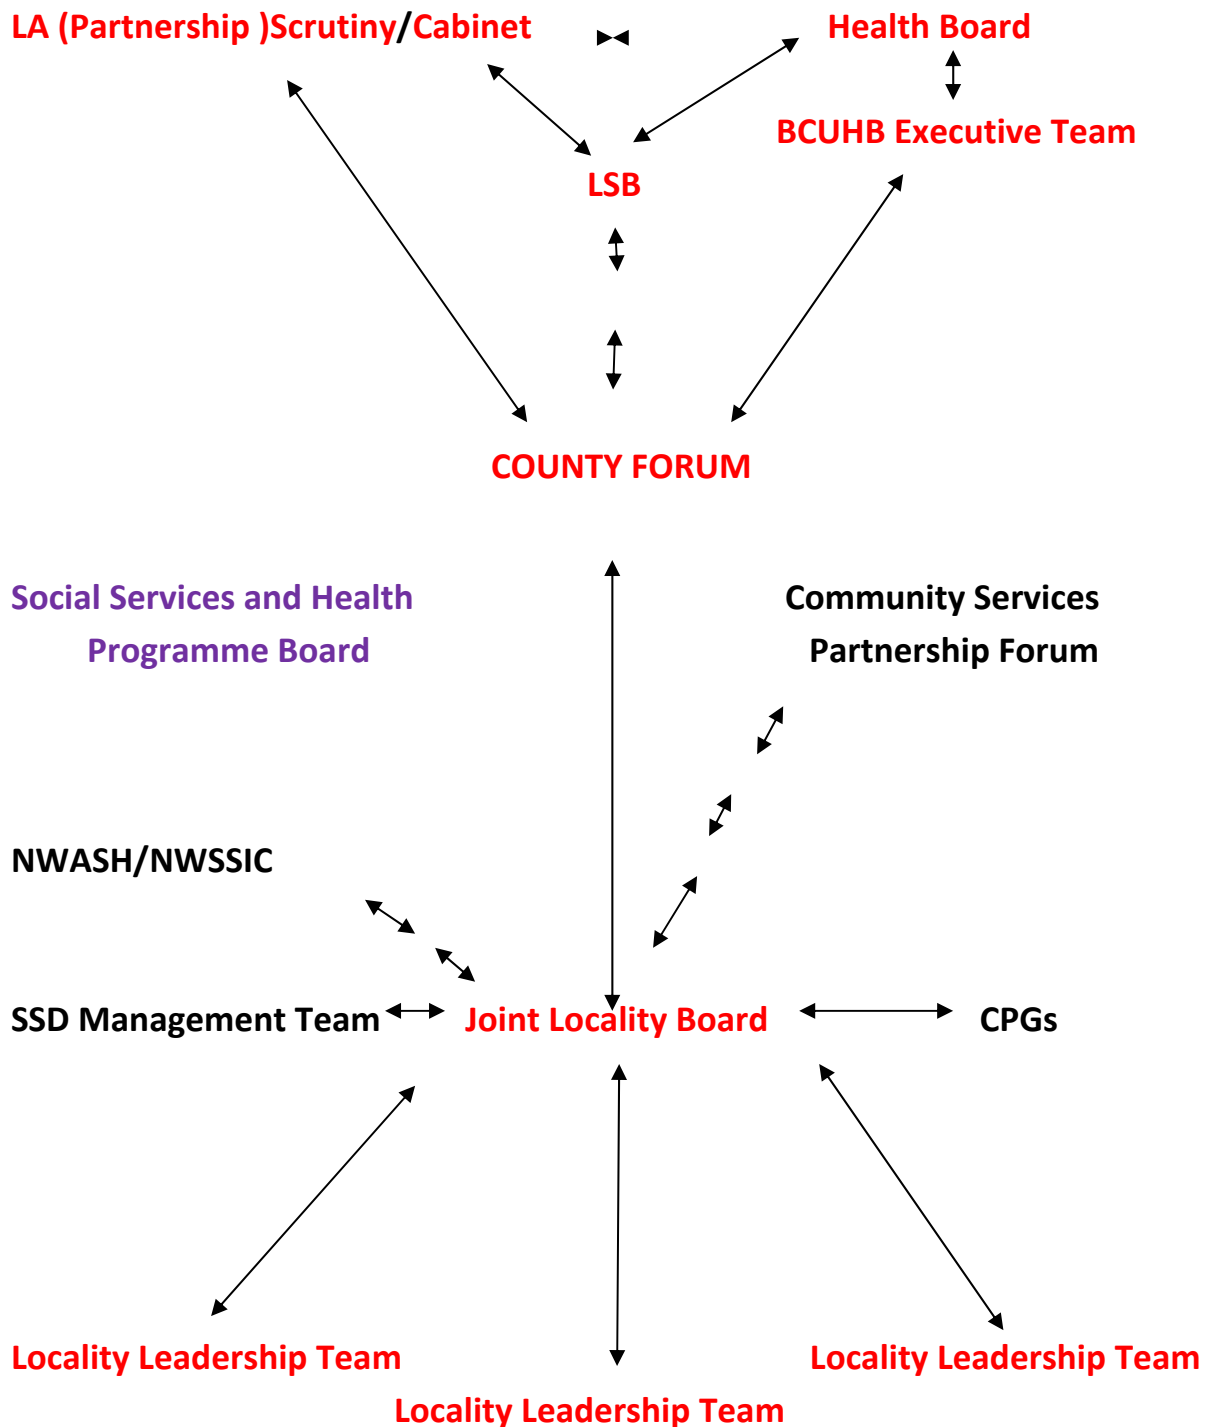 LA (Partnership )Scrutiny/Cabinet
Health Board
BCUHB Executive Team
LSB
COUNTY FORUM
Social Services and Health
Programme Board
Community Services
Partnership Forum
NWASH/NWSSIC
SSD Management Team
Joint Locality Board
CPGs
Locality Leadership Team
Locality Leadership Team
Locality Leadership Team